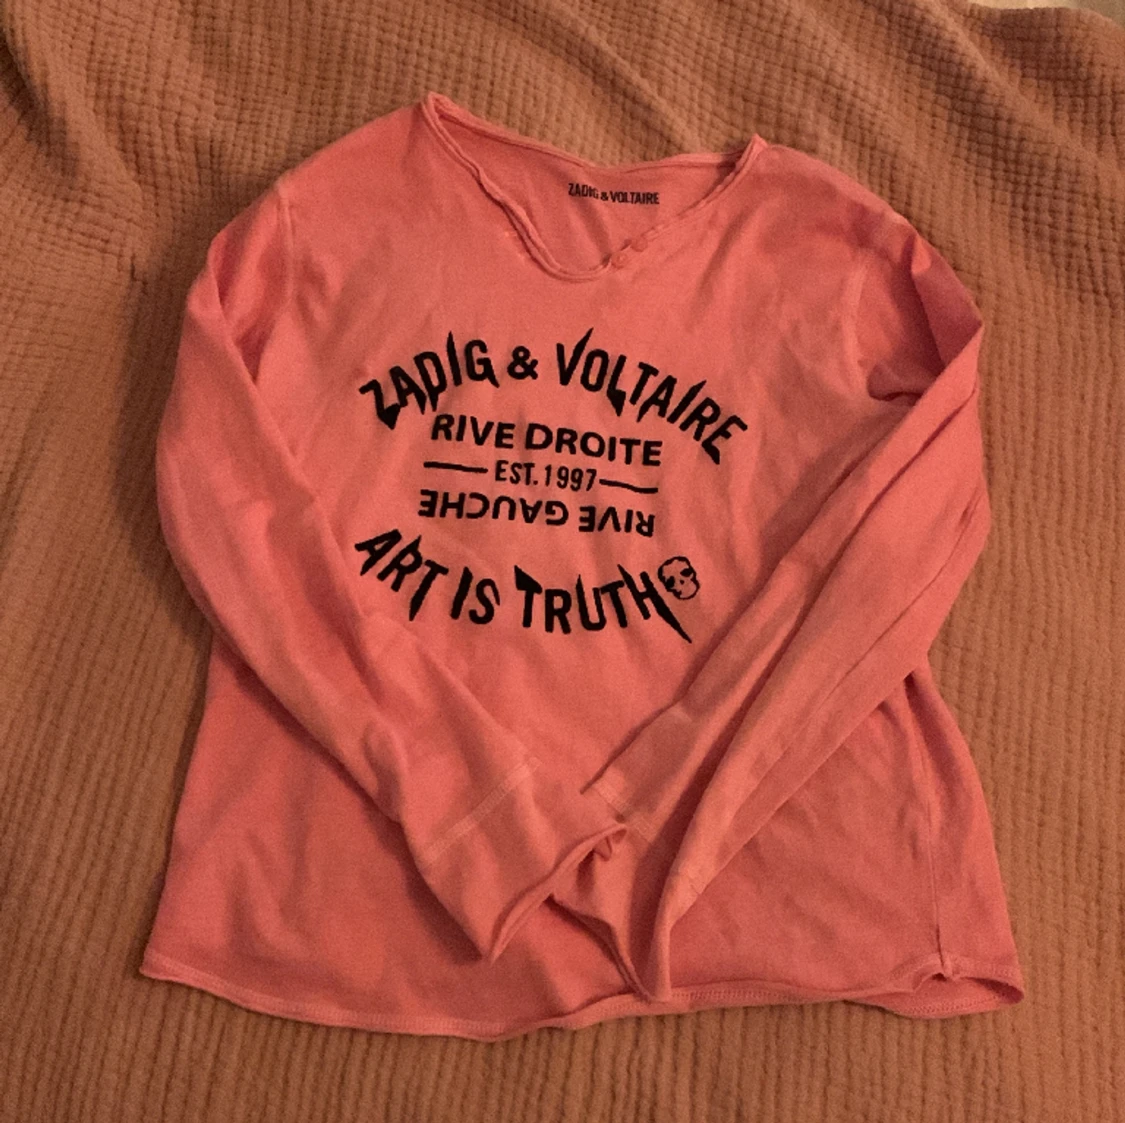 ZADIG & VOLTAIRE
ZADIG & VOLTAIRE
RIVE DROITE
EST. 1997
RIVE GAUCHE
ART IS TRUTH